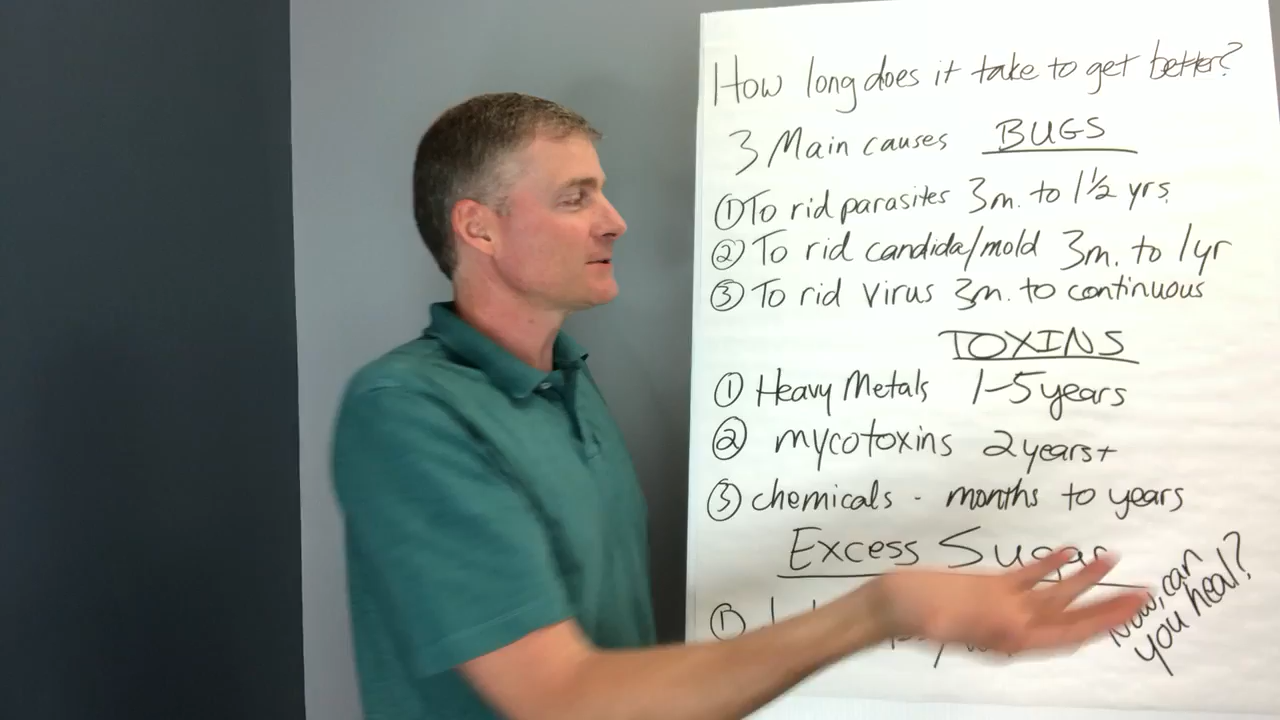 How long does it take to get better?
3 Main causes BUGS
① To rid parasites 3m. to 1 1/2 yrs.
② To rid candida/mold 3m. to 1yr
③ To rid virus 3m. to continuous
TOXINS
① Heavy Metals 1-5 years
② mycotoxins 2 years+
③ chemicals - months to years
Excess Sugar
①
Now, can
you heal?